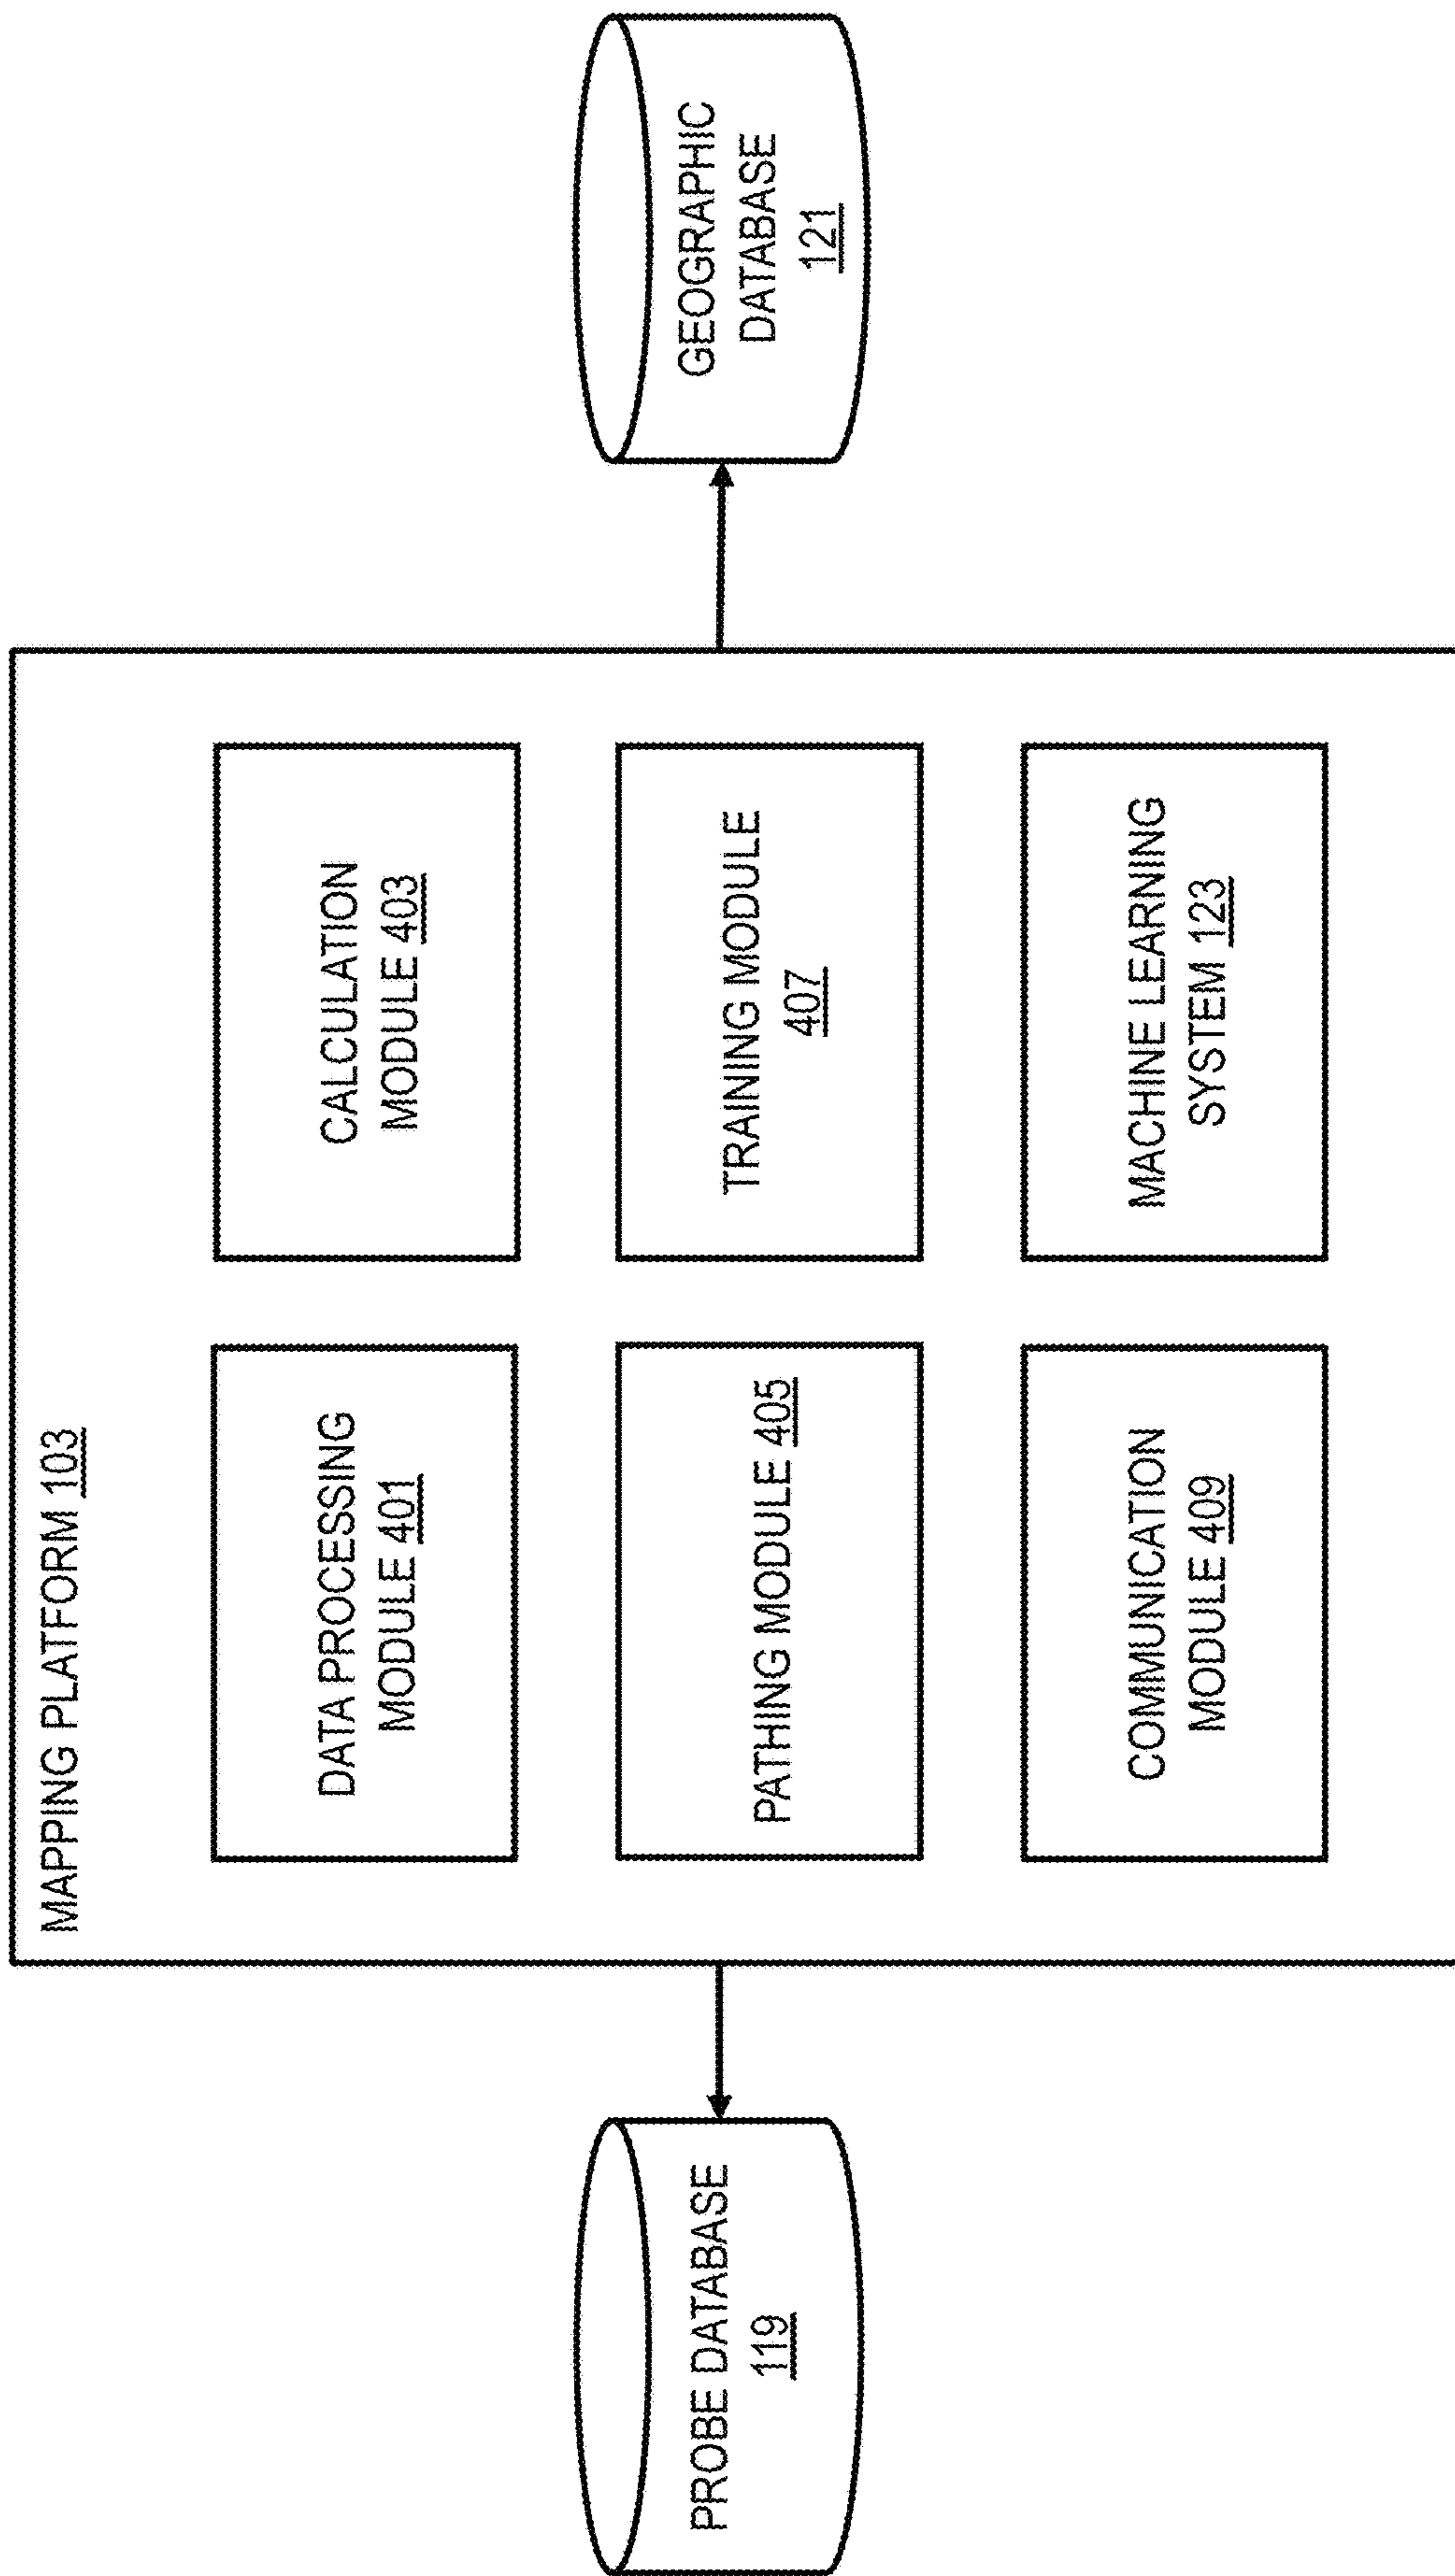 MAPPING PLATFORM 103
DATA PROCESSING
MODULE 401
CALCULATION
MODULE 403
PATHING MODULE 405
TRAINING MODULE
407
COMMUNICATION
MODULE 409
MACHINE LEARNING
SYSTEM 123
PROBE DATABASE
119
GEOGRAPHIC
DATABASE
121